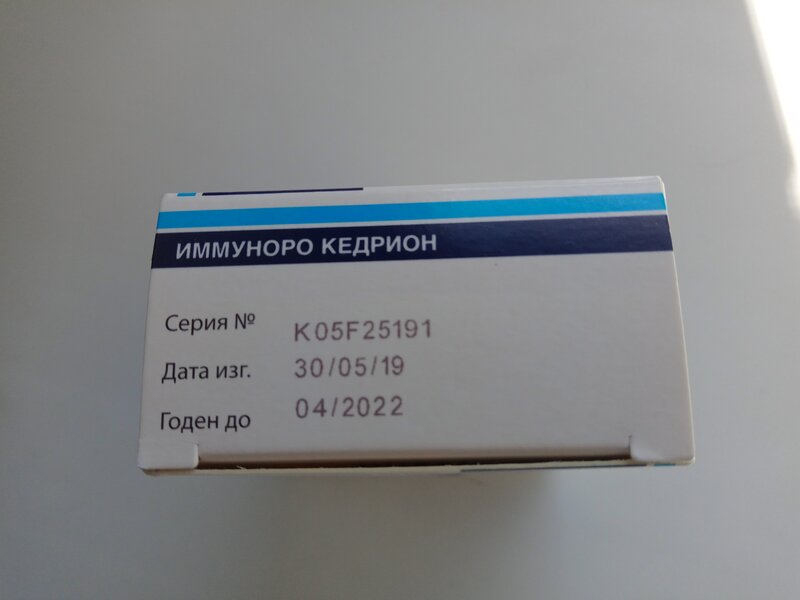 ИММУНОРО КЕДРИОН
Серия № K05F25191
Дата изг. 30/05/19
Годен до 04/2022